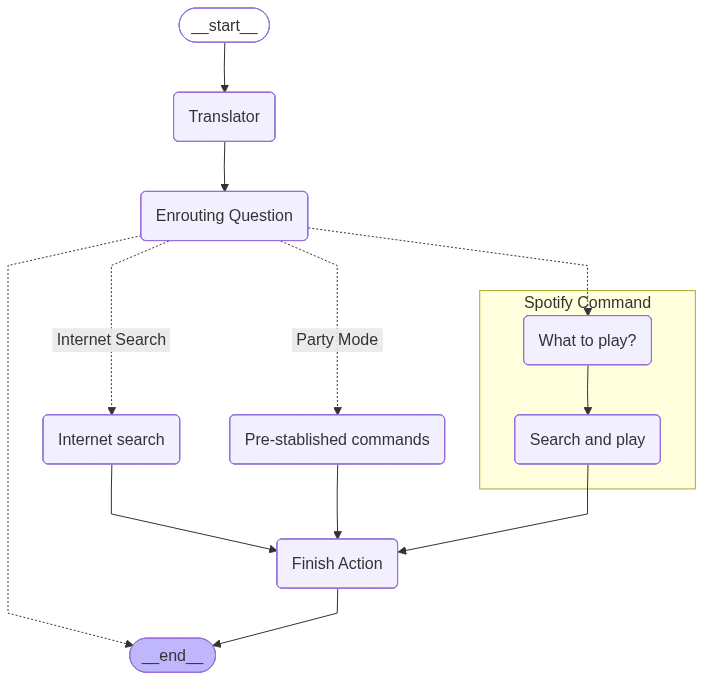 __start__
Translator
Enrouting Question
Spotify Command
Internet Search
Party Mode
What to play?
Internet search
Pre-stablished commands
Search and play
Finish Action
__end__